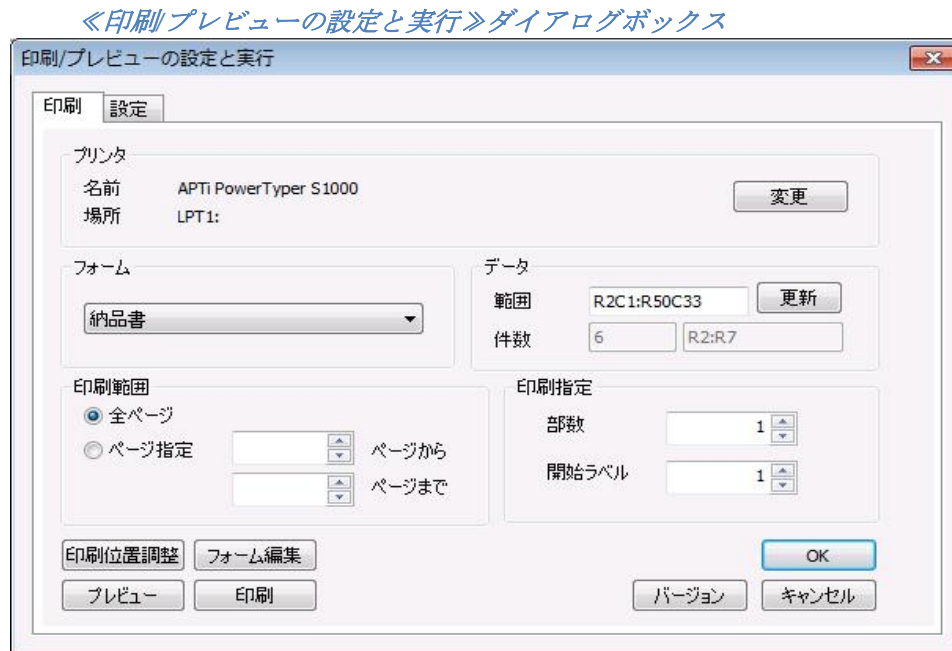 ≪印刷/プレビューの設定と実行≫ダイアログボックス
印刷/プレビューの設定と実行
印刷 設定
プリンタ
名前 APTi PowerTyper S1000
変更
場所 LPT1:
フォーム
納品書
データ
範囲 R2C1:R50C33 更新
件数 6 R2:R7
印刷範囲
全ページ
ページ指定 ページから
ページまで
印刷指定
部数 1
開始ラベル 1
印刷位置調整 フォーム編集 OK
プレビュー 印刷 バージョン キャンセル